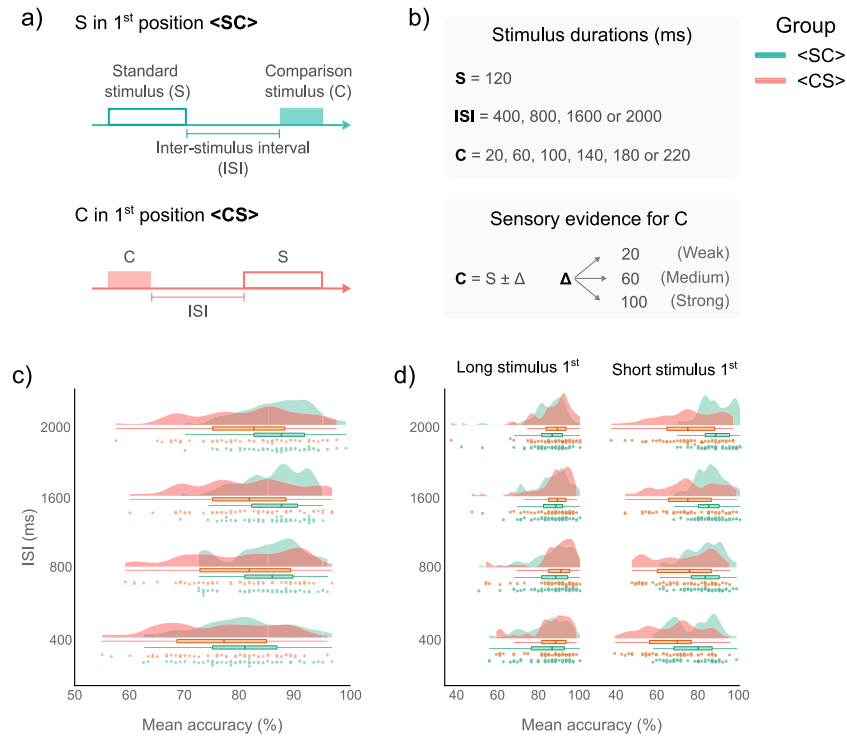 a)
S in 1st position <SC>
Standard
stimulus (S)
Comparison
stimulus (C)
Inter-stimulus interval
(ISI)
C in 1st position <CS>
C
S
ISI
b)
Stimulus durations (ms)
S = 120
ISI = 400, 800, 1600 or 2000
C = 20, 60, 100, 140, 180 or 220
Sensory evidence for C
C = S ± Δ
Δ
20 (Weak)
60 (Medium)
100 (Strong)
Group
<SC>
<CS>
c)
ISI (ms)
2000
1600
800
400
50 60 70 80 90 100
Mean accuracy (%)
d)
Long stimulus 1st
Short stimulus 1st
2000
1600
800
400
40 60 80 100
40 60 80 100
Mean accuracy (%)